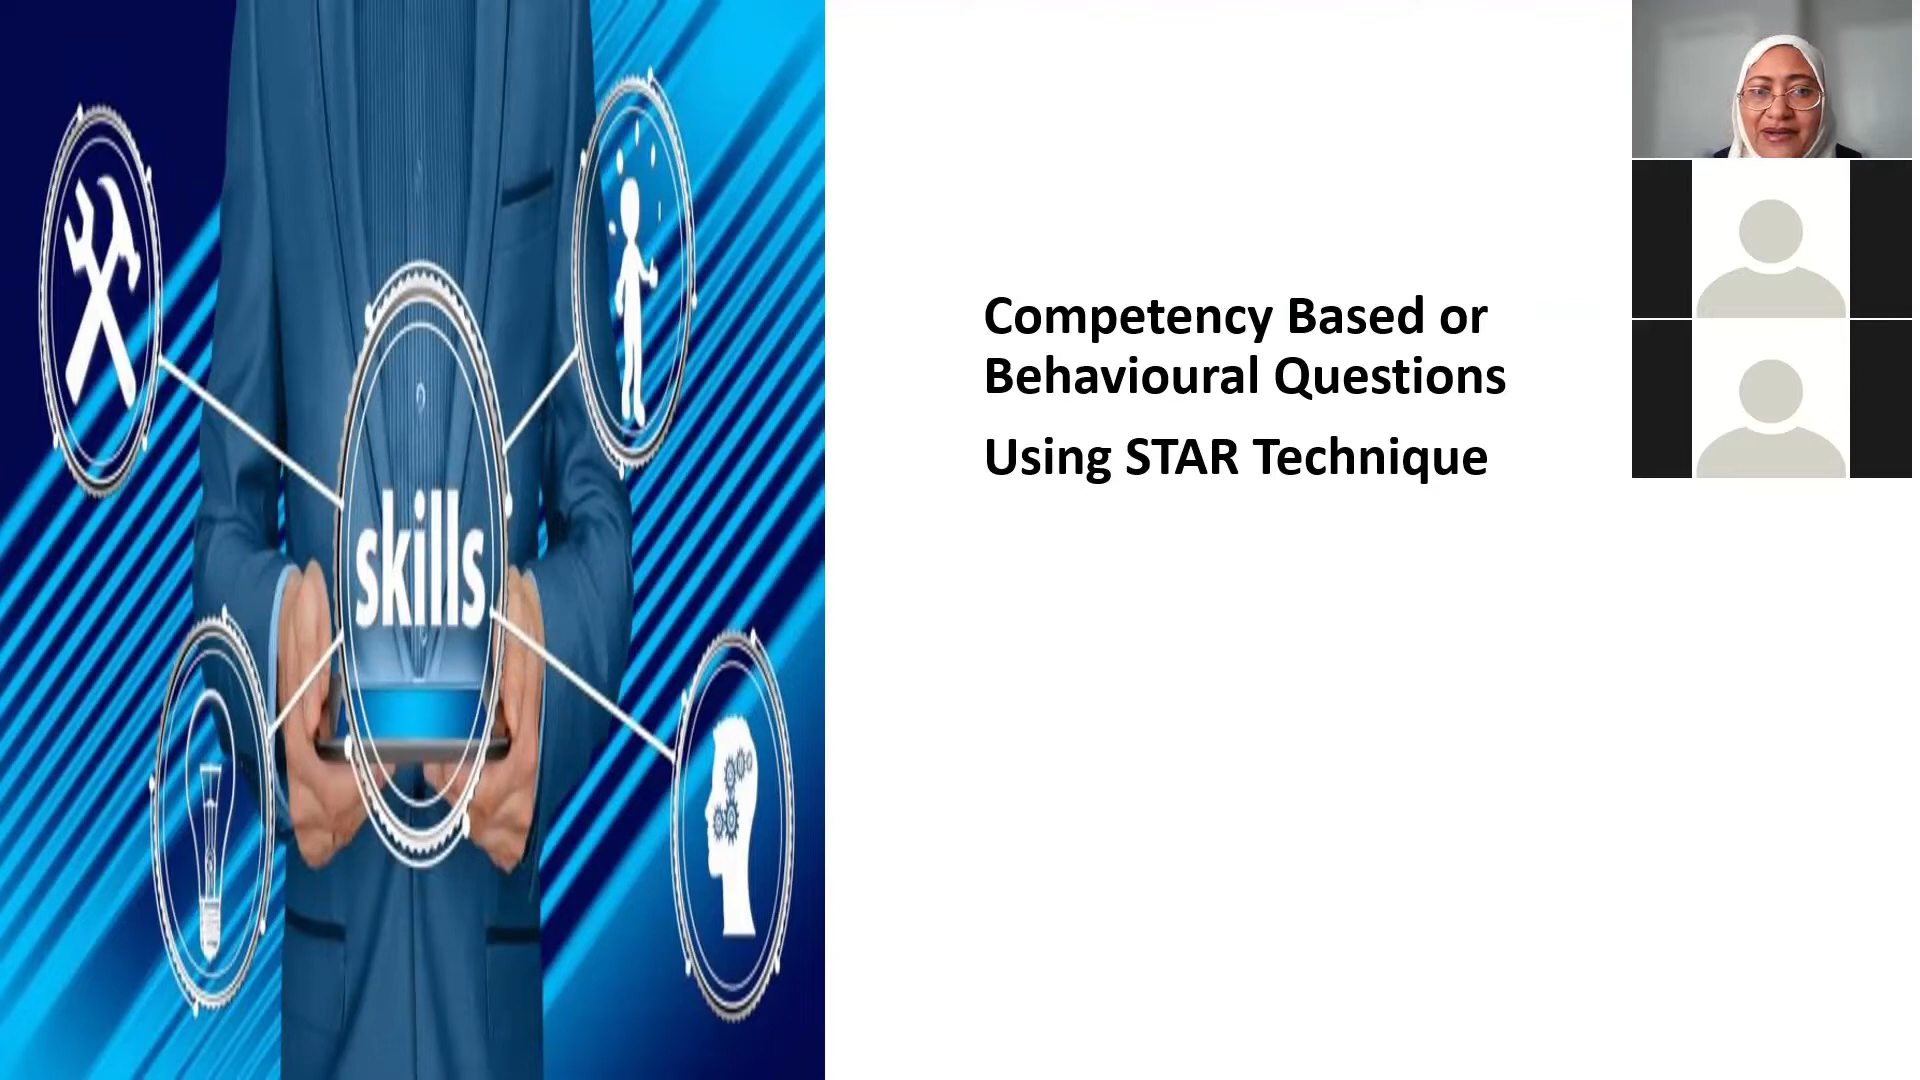 skills
Competency Based or
Behavioural Questions
Using STAR Technique